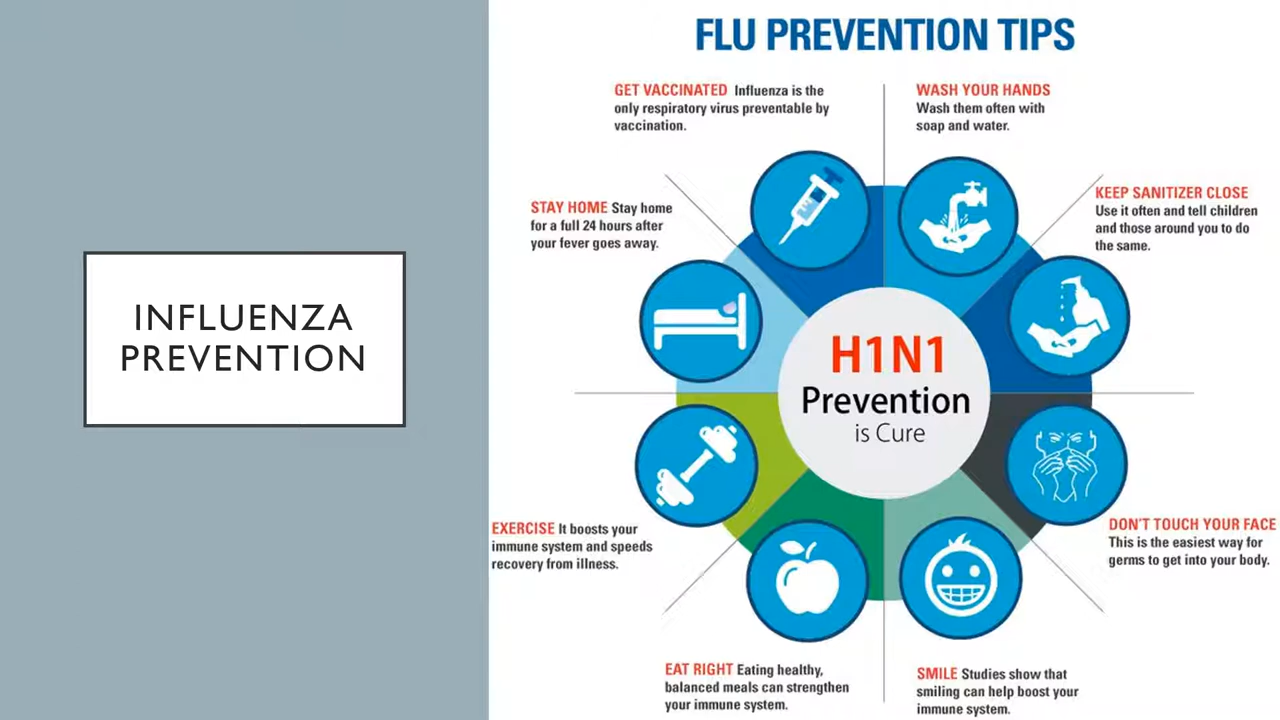 INFLUENZA
PREVENTION
FLU PREVENTION TIPS
GET VACCINATED Influenza is the
only respiratory virus preventable by
vaccination.
WASH YOUR HANDS
Wash them often with
soap and water.
KEEP SANITIZER CLOSE
Use it often and tell children
and those around you to do
the same.
DON'T TOUCH YOUR FACE
This is the easiest way for
germs to get into your body.
SMILE Studies show that
smiling can help boost your
immune system.
EAT RIGHT Eating healthy,
balanced meals can strengthen
your immune system.
EXERCISE It boosts your
immune system and speeds
recovery from illness.
STAY HOME Stay home
for a full 24 hours after
your fever goes away.
H1N1
Prevention
is Cure